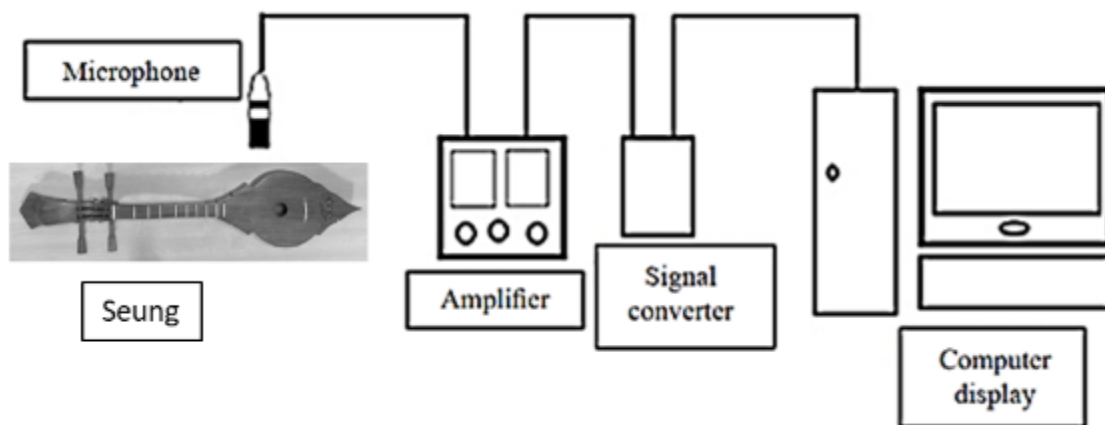 Microphone
Seung
Amplifier
Signal
converter
Computer
display